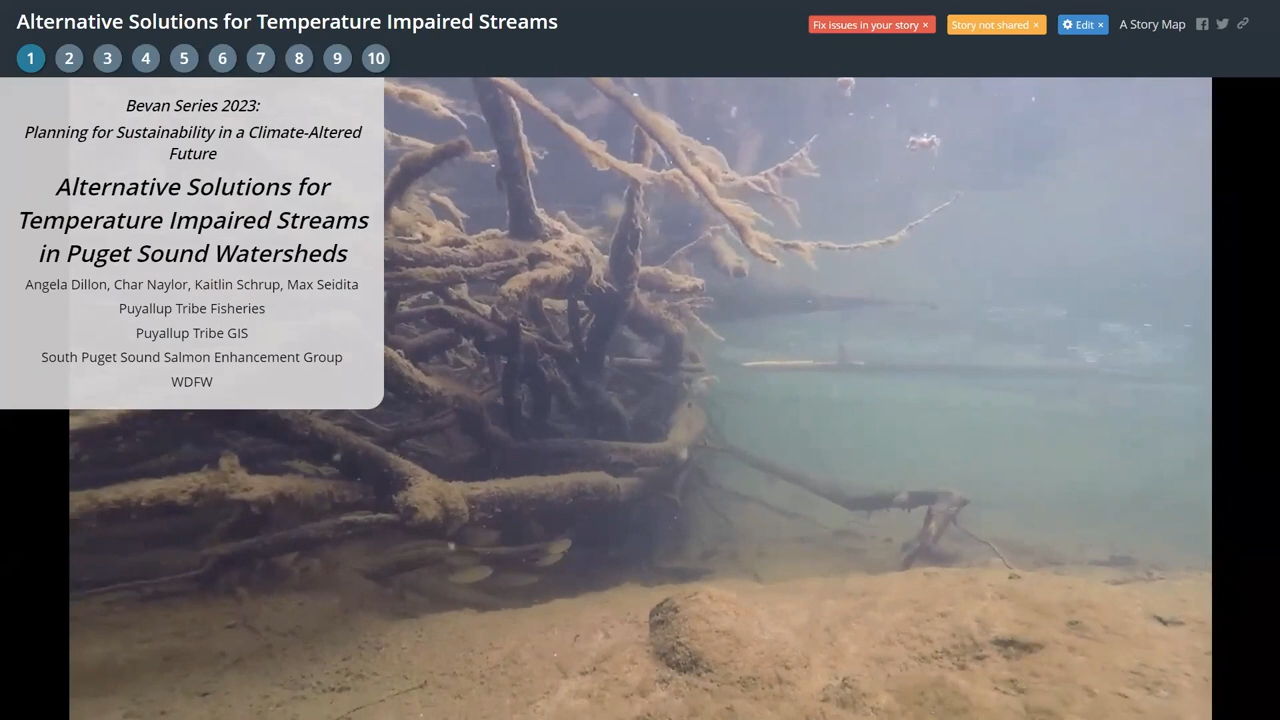 Alternative Solutions for Temperature Impaired Streams
Fix issues in your story ×
Story not shared ×
Edit ×
A Story Map
1 2 3 4 5 6 7 8 9 10
Bevan Series 2023:
Planning for Sustainability in a Climate-Altered
Future
Alternative Solutions for
Temperature Impaired Streams
in Puget Sound Watersheds
Angela Dillon, Char Naylor, Kaitlin Schrup, Max Seidita
Puyallup Tribe Fisheries
Puyallup Tribe GIS
South Puget Sound Salmon Enhancement Group
WDFW